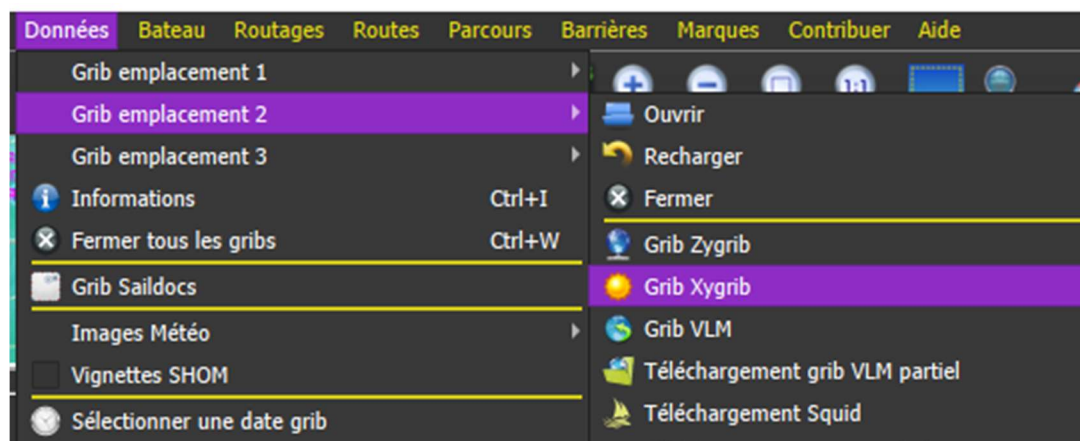 Données Bateau Routages Routes Parcours Barrières Marques Contribuer Aide
Grib emplacement 1
1:1
Grib emplacement 2
Ouvrir
Grib emplacement 3
Recharger
Informations Ctrl+I
Fermer
Fermer tous les gribs Ctrl+W
Grib Zygrib
Grib Saildocs
Grib Xygrib
Images Météo
Grib VLM
Vignettes SHOM
Téléchargement grib VLM partiel
Sélectionner une date grib
Téléchargement Squid